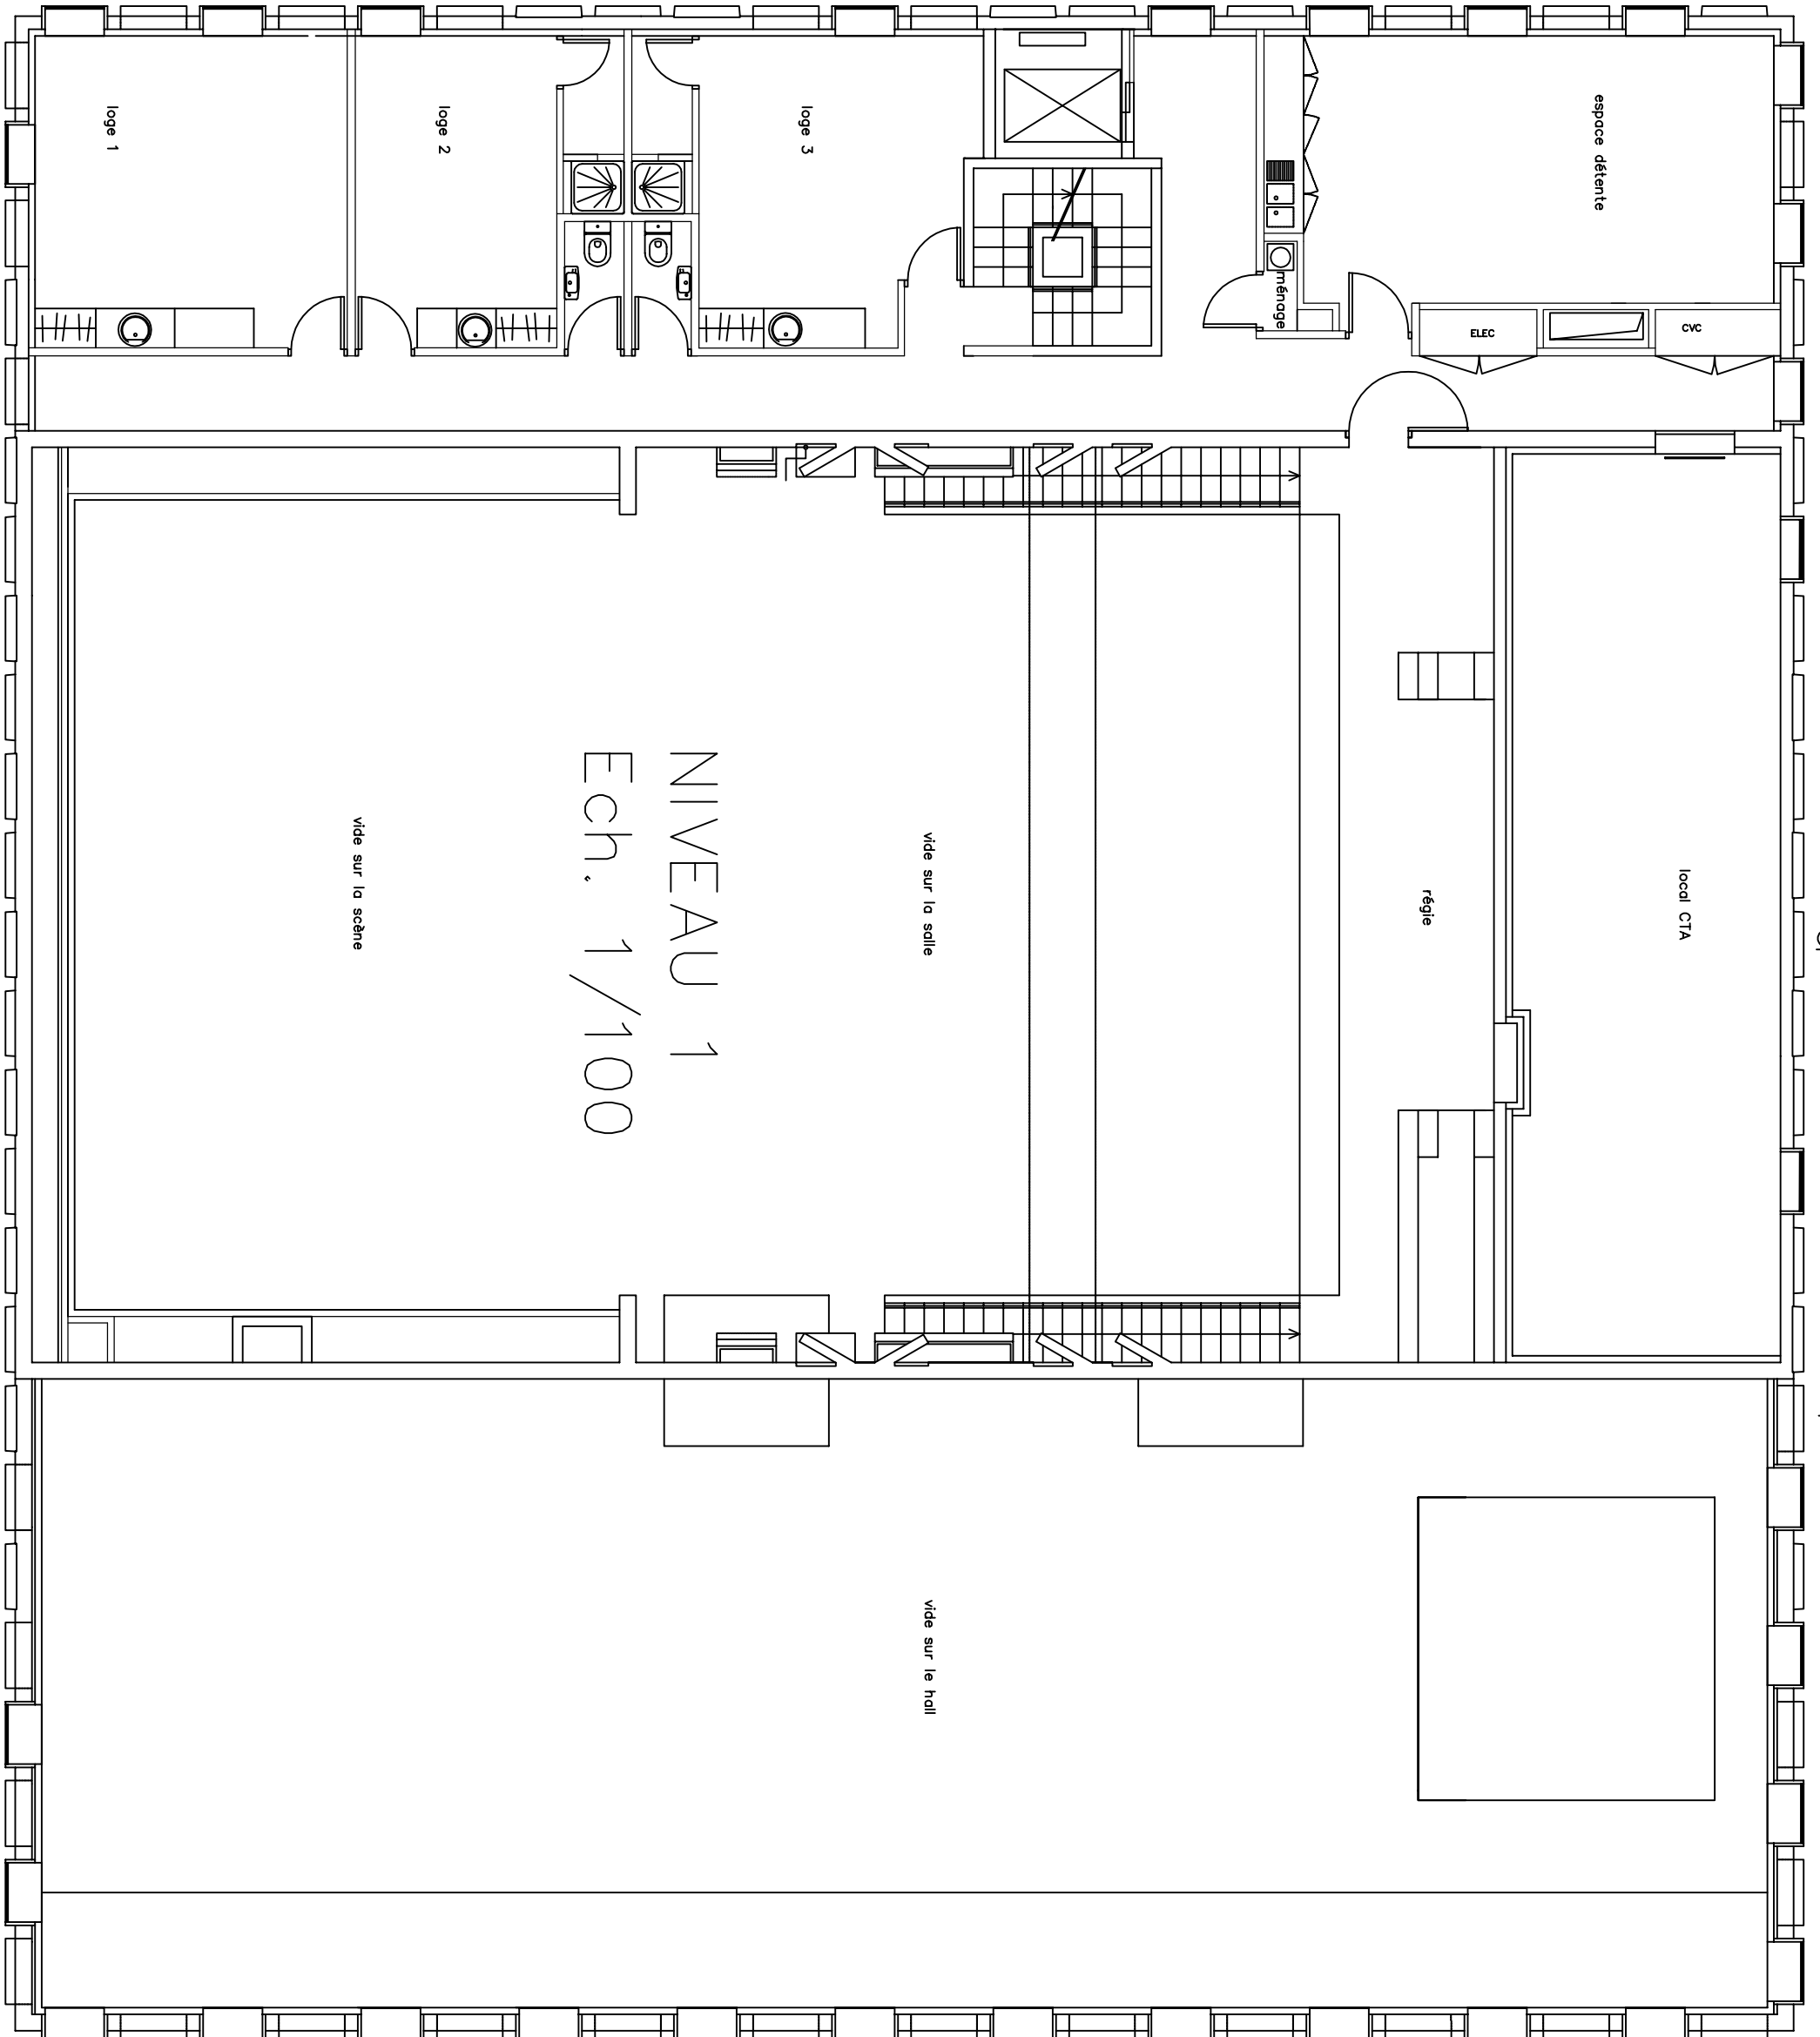 loge 1
loge 2
loge 3
espace détente
ménage
ELEC
CVC
NIVEAU 1
Ech. 1/100
vide sur la scène
vide sur la salle
régie
local CTA
vide sur le hall